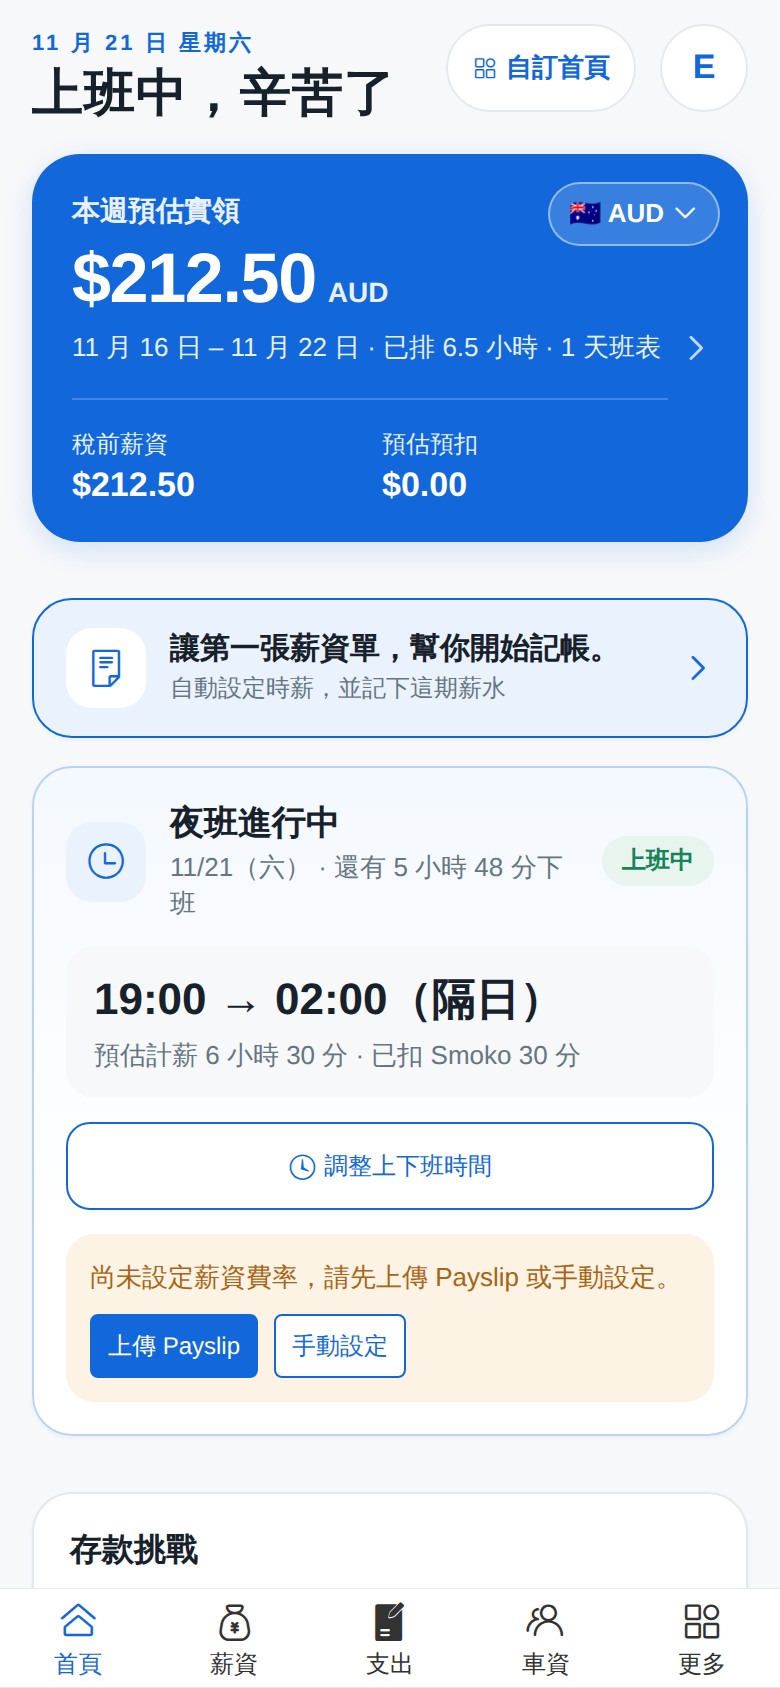 11 月 21 日 星期六
上班中，辛苦了
自訂首頁
E
本週預估實領
🇦🇺 AUD
$212.50 AUD
11 月 16 日 – 11 月 22 日 · 已排 6.5 小時 · 1 天班表
稅前薪資
預估預扣
$212.50
$0.00
讓第一張薪資單，幫你開始記帳。
自動設定時薪，並記下這期薪水
夜班進行中
11/21（六） · 還有 5 小時 48 分下
班
上班中
19:00 → 02:00（隔日）
預估計薪 6 小時 30 分 · 已扣 Smoko 30 分
調整上下班時間
尚未設定薪資費率，請先上傳 Payslip 或手動設定。
上傳 Payslip
手動設定
存款挑戰
首頁
薪資
支出
車資
更多